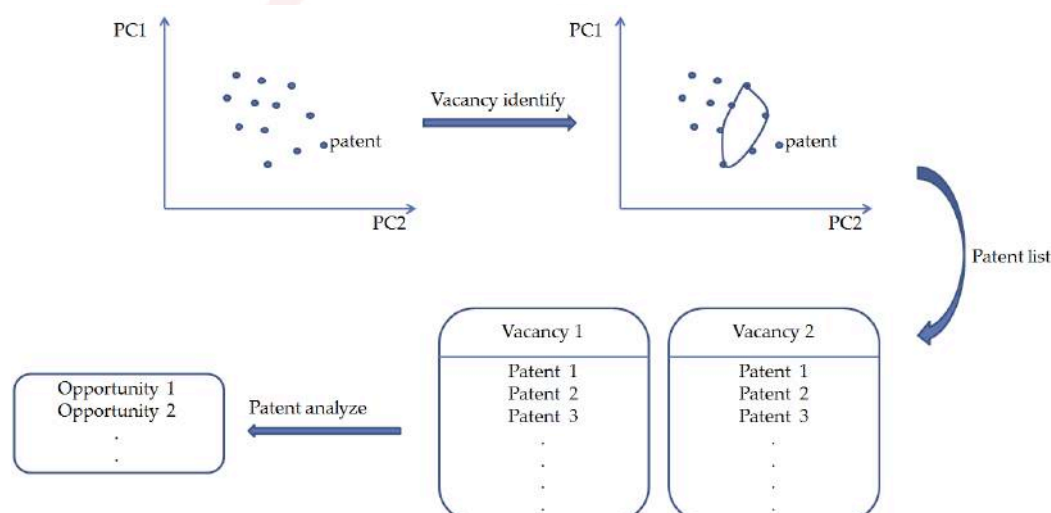 PC1
patent
PC2
Vacancy identify
PC1
patent
PC2
Patent list
Vacancy 1
Patent 1
Patent 2
Patent 3
.
.
.
.
Vacancy 2
Patent 1
Patent 2
Patent 3
.
.
.
.
Patent analyze
Opportunity 1
Opportunity 2
.
.